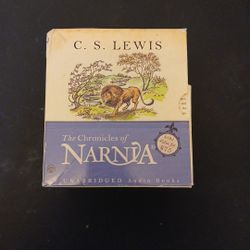 C. S. LEWIS
The Chronicles of
NARNIA
UNABRIDGED Audio Books